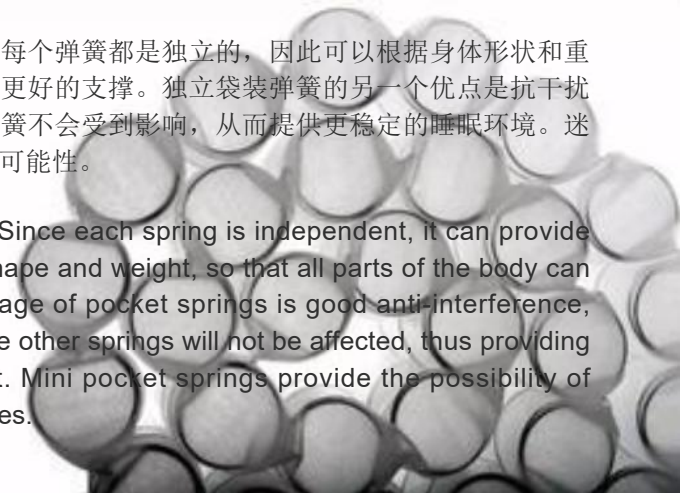 每个弹簧都是独立的，因此可以根据身体形状和重
更好的支撑。独立袋装弹簧的另一个优点是抗干扰
簧不会受到影响，从而提供更稳定的睡眠环境。迷
可能性。
Since each spring is independent, it can provide
hape and weight, so that all parts of the body can
age of pocket springs is good anti-interference,
e other springs will not be affected, thus providing
t. Mini pocket springs provide the possibility of
es.